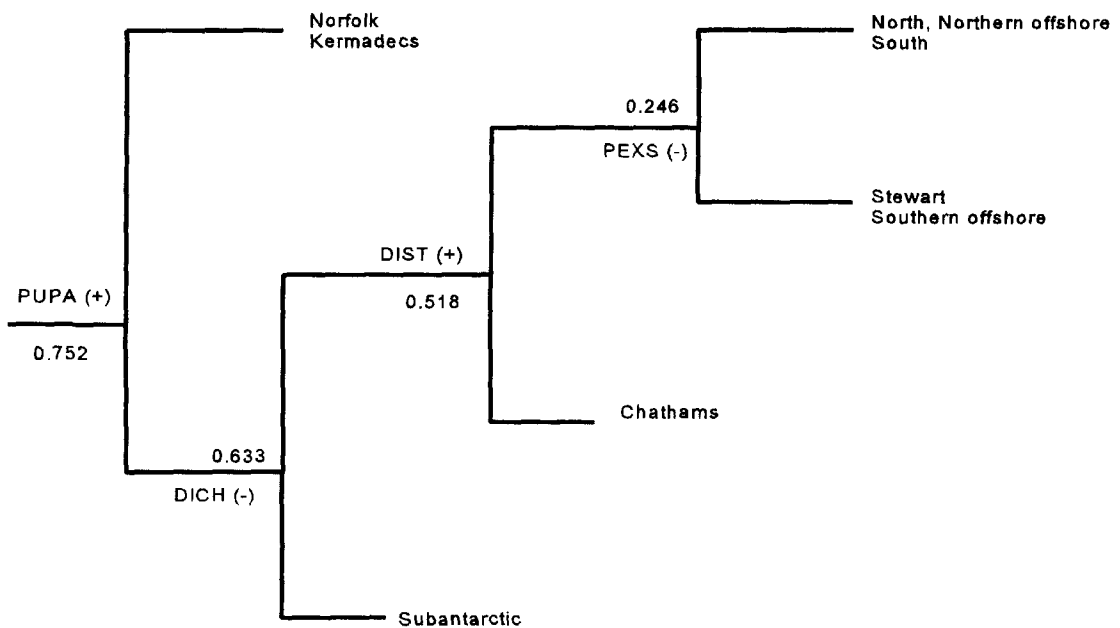 Norfolk
Kermadecs
North, Northern offshore
South
0.246
PEXS (-)
Stewart
Southern offshore
DIST (+)
0.518
PUPA (+)
0.752
Chathams
0.633
DICH (-)
Subantarctic